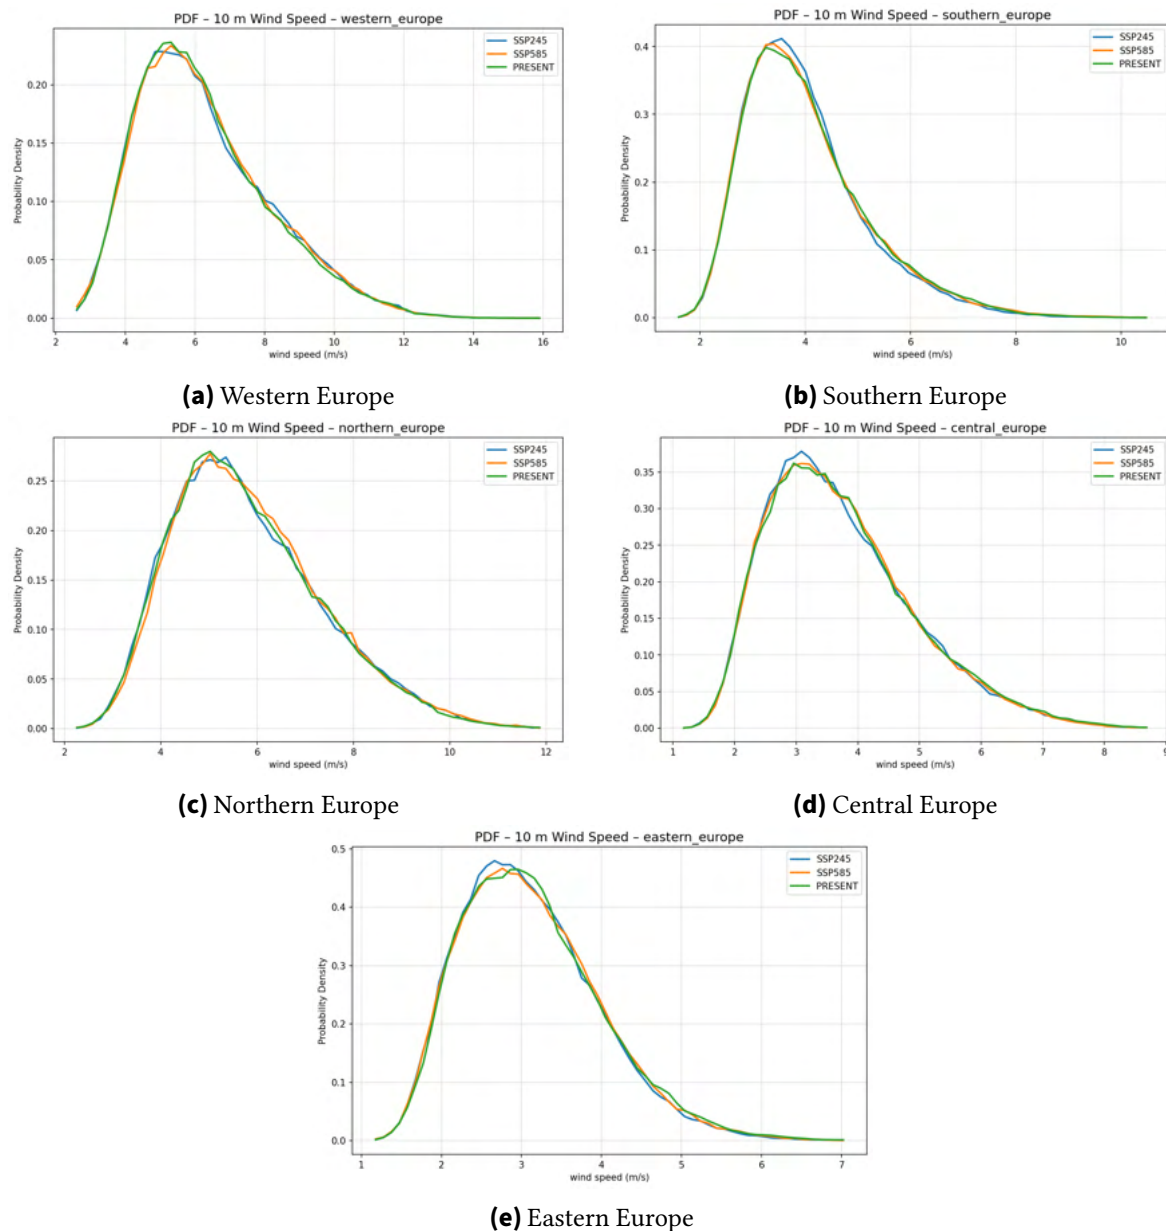 PDF – 10 m Wind Speed – western_europe
SSP245
SSP585
PRESENT
Probability Density
0.20
0.15
0.10
0.05
0.00
2 4 6 8 10 12 14 16
wind speed (m/s)
(a) Western Europe
PDF – 10 m Wind Speed – southern_europe
SSP245
SSP585
PRESENT
Probability Density
0.4
0.3
0.2
0.1
0.0
2 4 6 8 10
wind speed (m/s)
(b) Southern Europe
PDF – 10 m Wind Speed – northern_europe
SSP245
SSP585
PRESENT
Probability Density
0.25
0.20
0.15
0.10
0.05
0.00
2 4 6 8 10 12
wind speed (m/s)
(c) Northern Europe
PDF – 10 m Wind Speed – central_europe
SSP245
SSP585
PRESENT
Probability Density
0.35
0.30
0.25
0.20
0.15
0.10
0.05
0.00
1 2 3 4 5 6 7 8 9
wind speed (m/s)
(d) Central Europe
PDF – 10 m Wind Speed – eastern_europe
SSP245
SSP585
PRESENT
Probability Density
0.5
0.4
0.3
0.2
0.1
0.0
1 2 3 4 5 6 7
wind speed (m/s)
(e) Eastern Europe